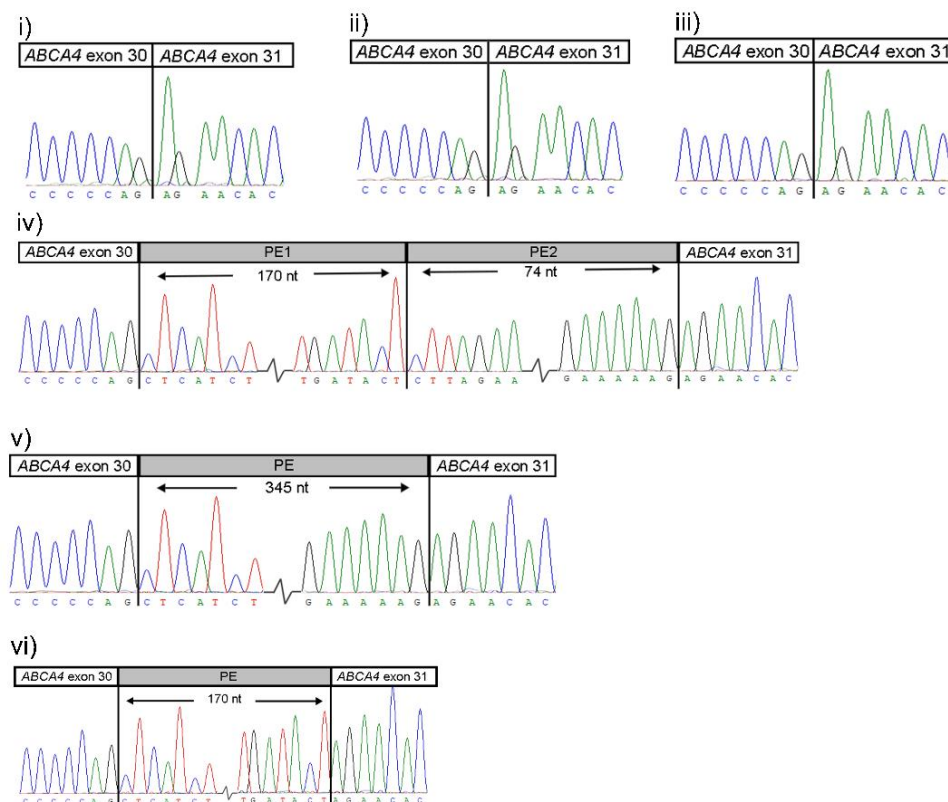 i) ii) iii)
ABCA4 exon 30 ABCA4 exon 31 ABCA4 exon 30 ABCA4 exon 31 ABCA4 exon 30 ABCA4 exon 31
C C C C C A G A G A A C A C C C C C C A G A G A A C A C C C C C C A G A G A A C A C
iv)
ABCA4 exon 30 PE1 PE2 ABCA4 exon 31
170 nt 74 nt
C C C C C A G C T C A T C T T G A T A C T C T T A G A A G A A A A A G A G A A C A C
v)
ABCA4 exon 30 PE ABCA4 exon 31
345 nt
C C C C C A G C T C A T C T G A A A A A G A G A A C A C
vi)
ABCA4 exon 30 PE ABCA4 exon 31
170 nt
C C C C C A G C T C A T C T T G A T A C T A G A A C A C